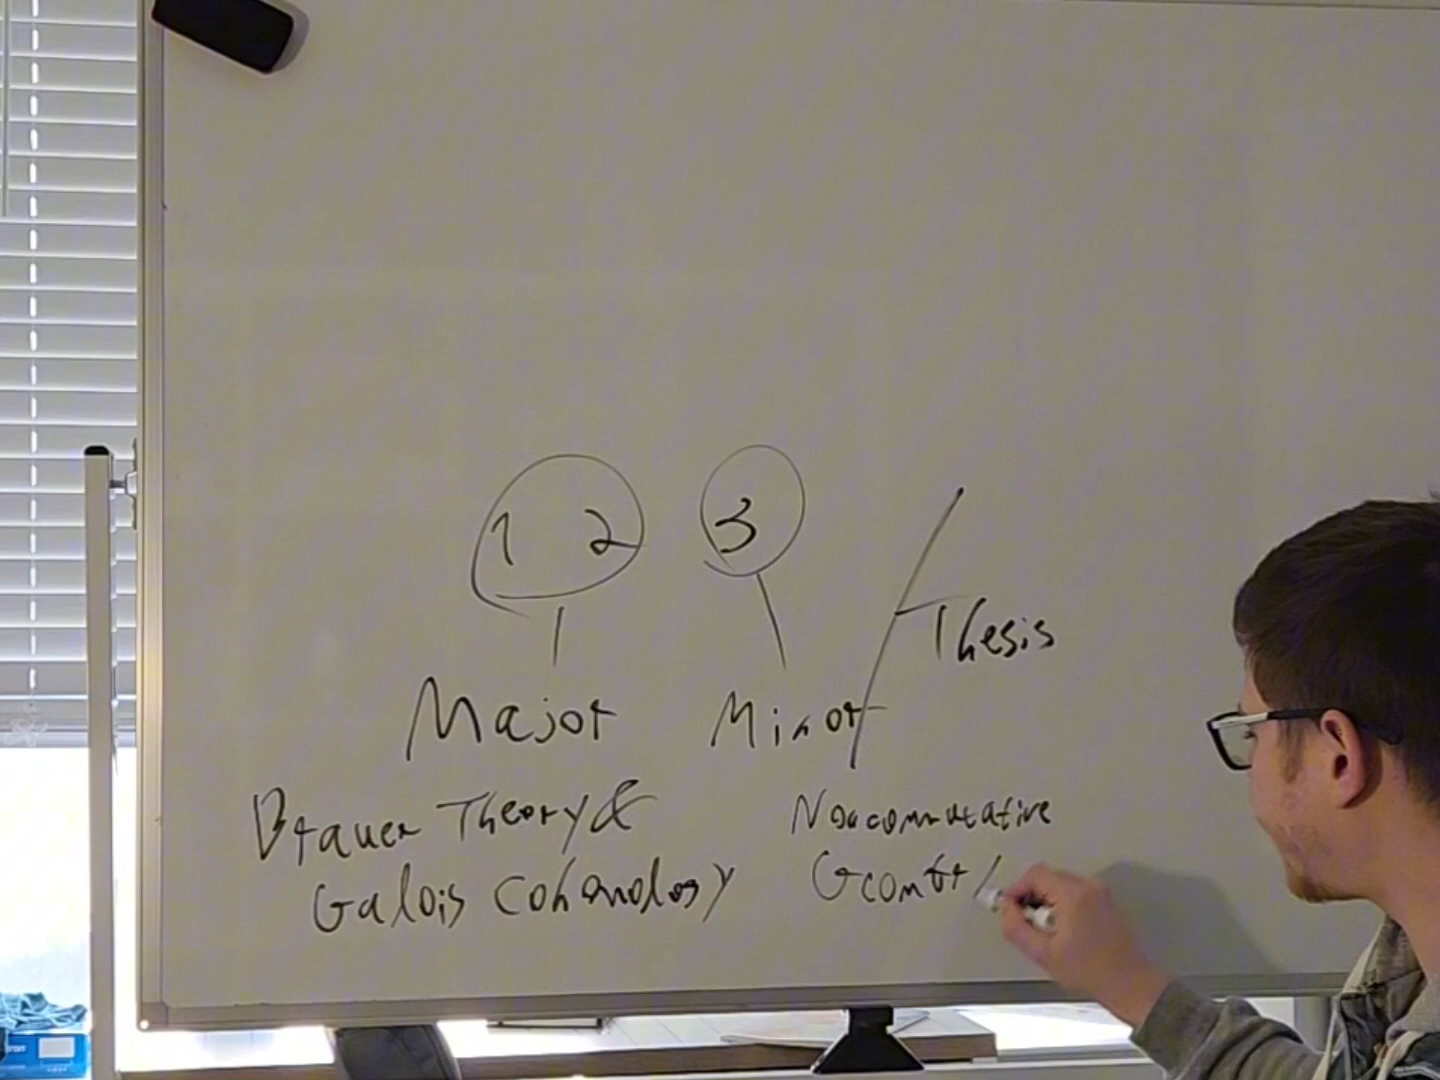 1 2 3
Thesis
Major Minor
Brauer Theory & Noncommutative
Galois Cohomology Geometry